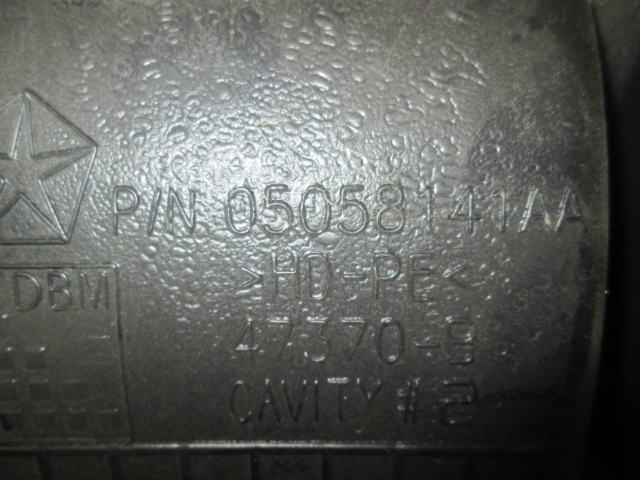 P/N 05058141AA
>HD-PE<
DBM
47370-9
CAVITY #2